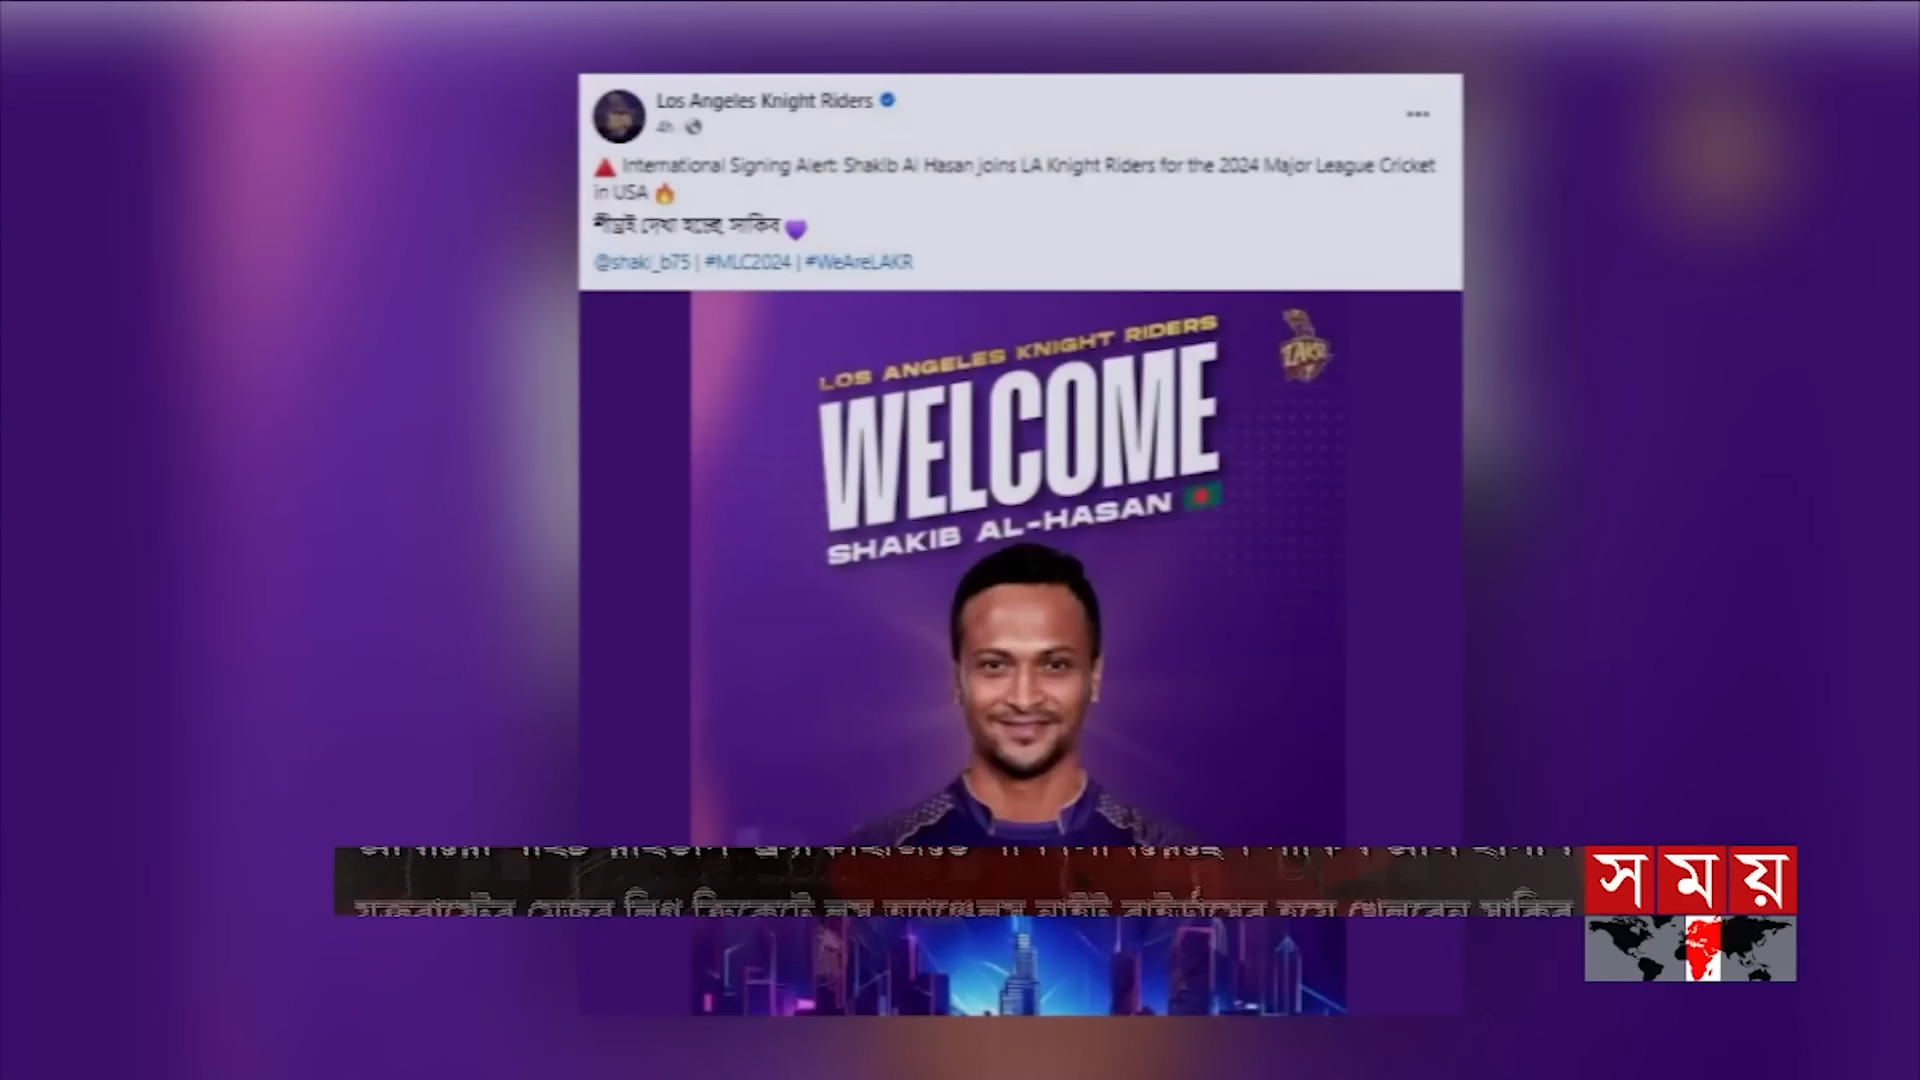 Los Angeles Knight Riders
4h
International Signing Alert: Shakib Al Hasan joins LA Knight Riders for the 2024 Major League Cricket
in USA
শীঘ্রই দেখা হচ্ছে, সাকিব
@shaki_b75 | #MLC2024 | #WeAreLAKR
LOS ANGELES KNIGHT RIDERS
LAKR
WELCOME
SHAKIB AL-HASAN
সময়